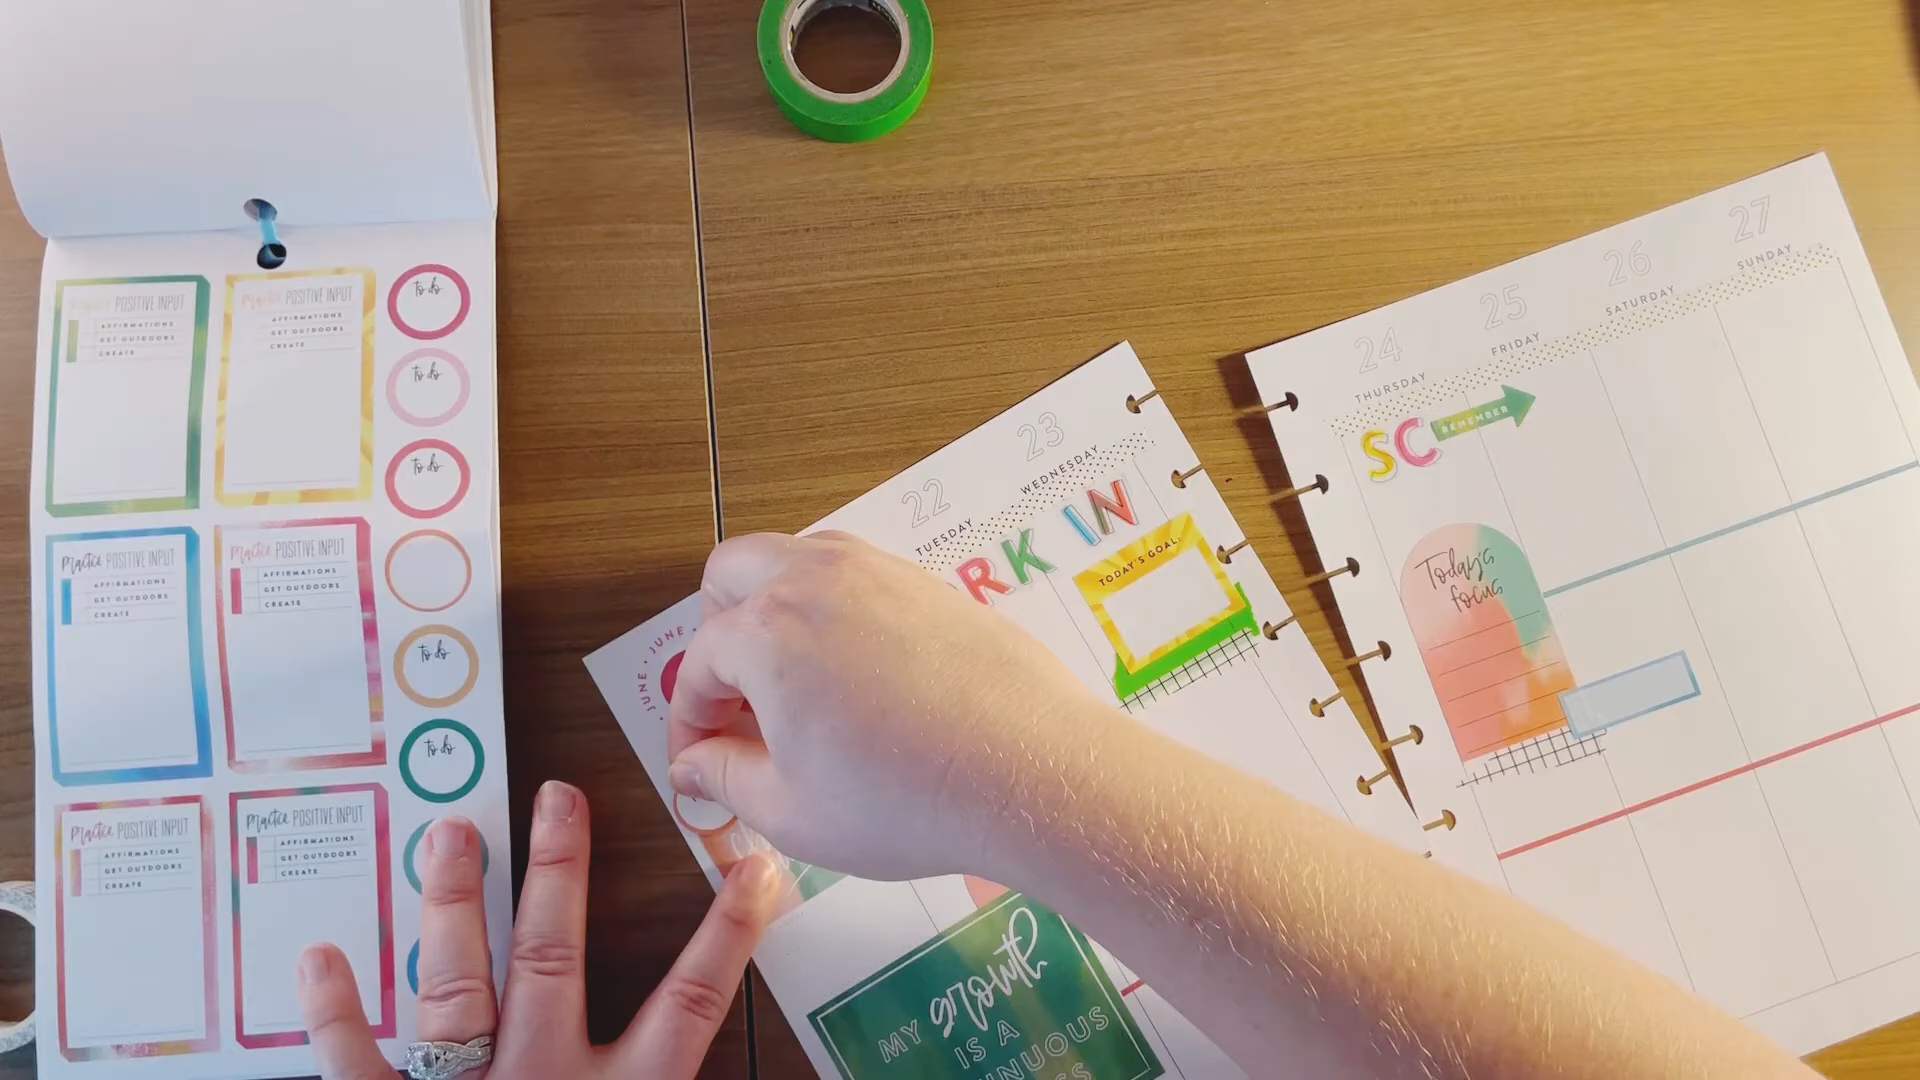 Practice POSITIVE INPUT
AFFIRMATIONS
GET OUTDOORS
CREATE
Practice POSITIVE INPUT
AFFIRMATIONS
GET OUTDOORS
CREATE
to do
to do
to do
Practice POSITIVE INPUT
AFFIRMATIONS
GET OUTDOORS
CREATE
Practice POSITIVE INPUT
AFFIRMATIONS
GET OUTDOORS
CREATE
to do
to do
Practice POSITIVE INPUT
AFFIRMATIONS
GET OUTDOORS
CREATE
Practice POSITIVE INPUT
AFFIRMATIONS
GET OUTDOORS
CREATE
• JUNE • JUNE •
22
TUESDAY
23
WEDNESDAY
RK IN
TODAY'S GOAL
MY growth
IS A
24
THURSDAY
25
FRIDAY
26
SATURDAY
27
SUNDAY
SC
REMEMBER
Today's
focus